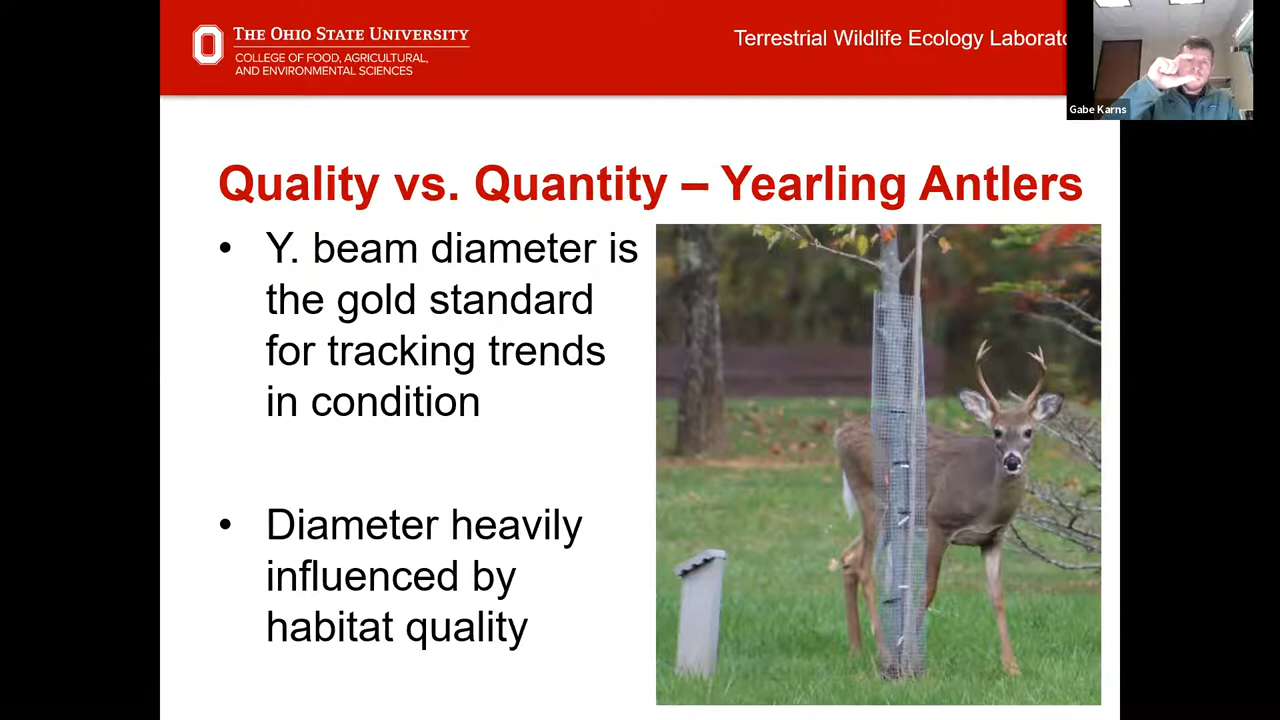 THE OHIO STATE UNIVERSITY
COLLEGE OF FOOD, AGRICULTURAL,
AND ENVIRONMENTAL SCIENCES
Terrestrial Wildlife Ecology
Gabe Karns
Quality vs. Quantity – Yearling Antlers
• Y. beam diameter is
the gold standard
for tracking trends
in condition
• Diameter heavily
influenced by
habitat quality